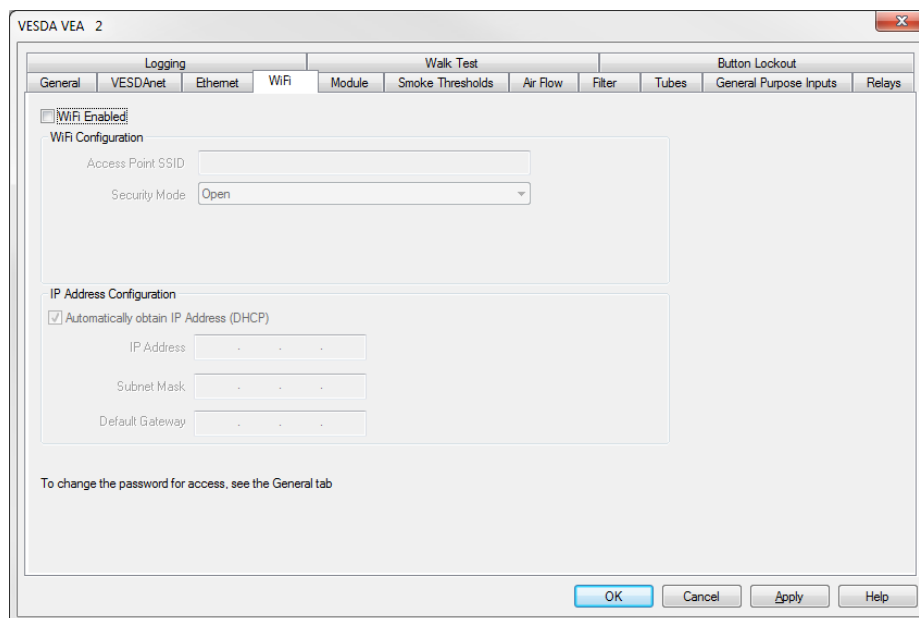 VESDA VEA 2
Logging Walk Test Button Lockout
General VESDAnet Ethernet WiFi Module Smoke Thresholds Air Flow Filter Tubes General Purpose Inputs Relays
WiFi Enabled
WiFi Configuration
Access Point SSID
Security Mode Open
IP Address Configuration
Automatically obtain IP Address (DHCP)
IP Address . . .
Subnet Mask . . .
Default Gateway . . .
To change the password for access, see the General tab
OK Cancel Apply Help